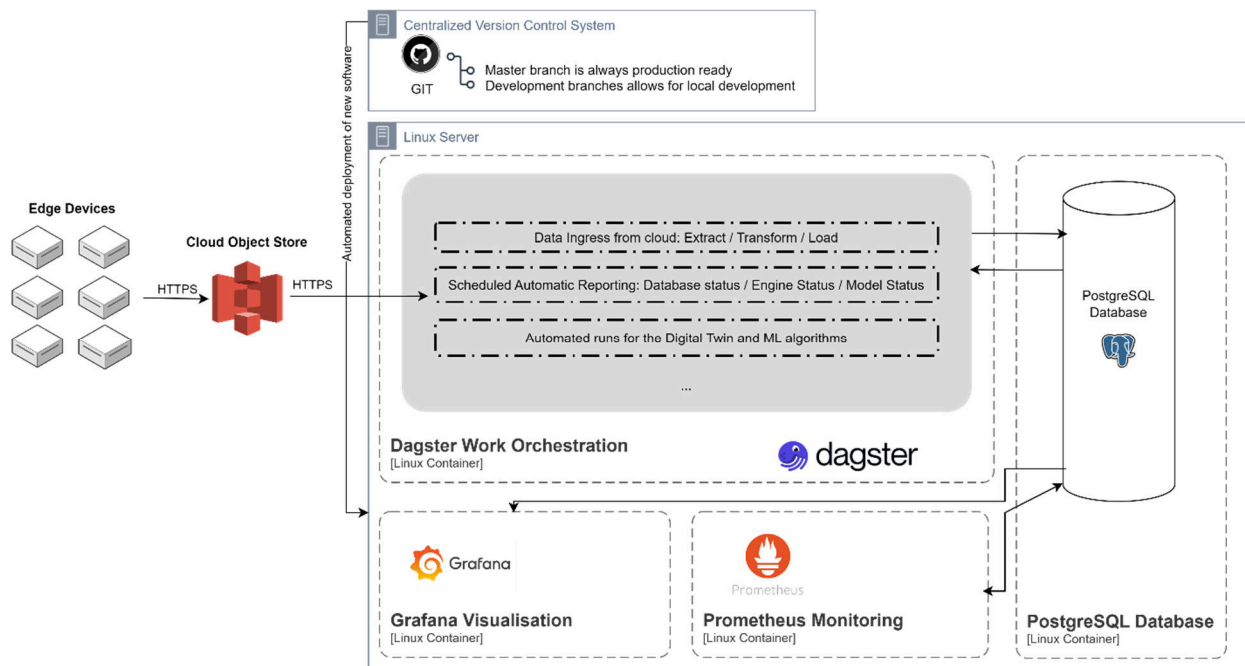 Centralized Version Control System
GIT
Master branch is always production ready
Development branches allows for local development
Automated deployment of new software
Linux Server
Edge Devices
Cloud Object Store
HTTPS
HTTPS
Data Ingress from cloud: Extract / Transform / Load
Scheduled Automatic Reporting: Database status / Engine Status / Model Status
Automated runs for the Digital Twin and ML algorithms
...
PostgreSQL
Database
Dagster Work Orchestration
[Linux Container]
dagster
Grafana
Grafana Visualisation
[Linux Container]
Prometheus
Prometheus Monitoring
[Linux Container]
PostgreSQL Database
[Linux Container]